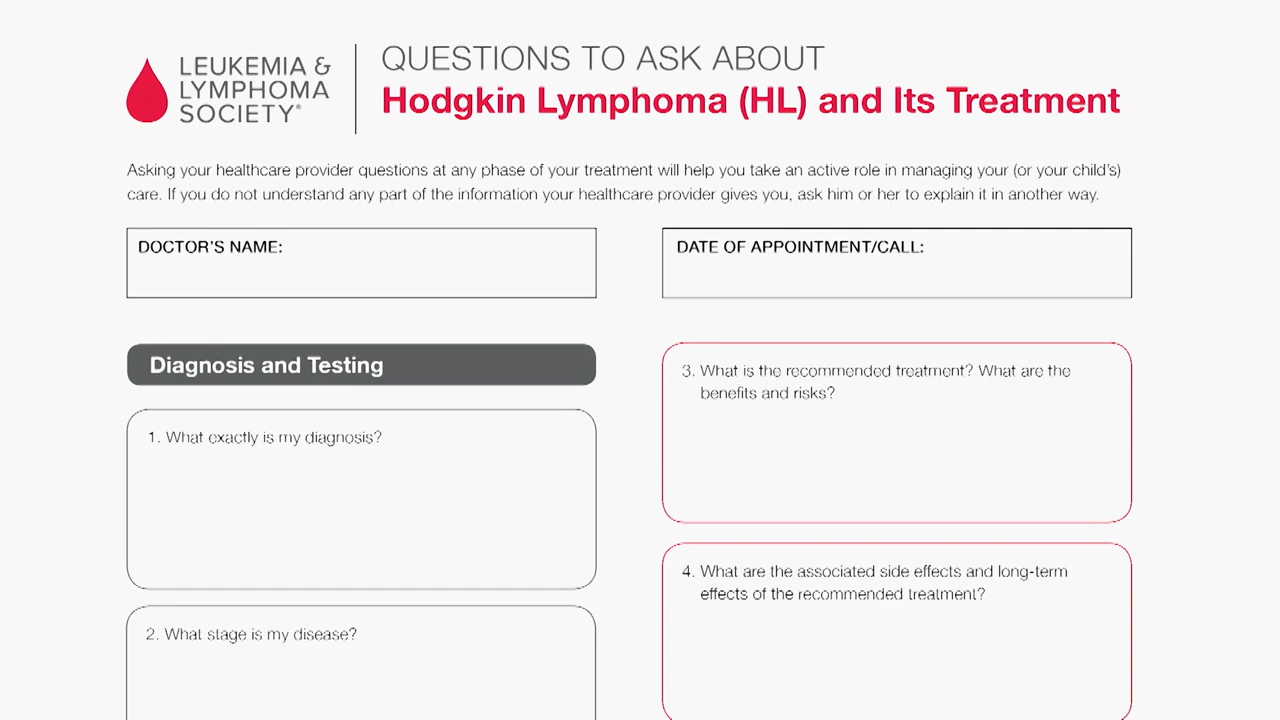 LEUKEMIA &
LYMPHOMA
SOCIETY®
QUESTIONS TO ASK ABOUT
Hodgkin Lymphoma (HL) and Its Treatment
Asking your healthcare provider questions at any phase of your treatment will help you take an active role in managing your (or your child's)
care. If you do not understand any part of the information your healthcare provider gives you, ask him or her to explain it in another way.
DOCTOR'S NAME:
DATE OF APPOINTMENT/CALL:
Diagnosis and Testing
1. What exactly is my diagnosis?
2. What stage is my disease?
3. What is the recommended treatment? What are the
benefits and risks?
4. What are the associated side effects and long-term
effects of the recommended treatment?